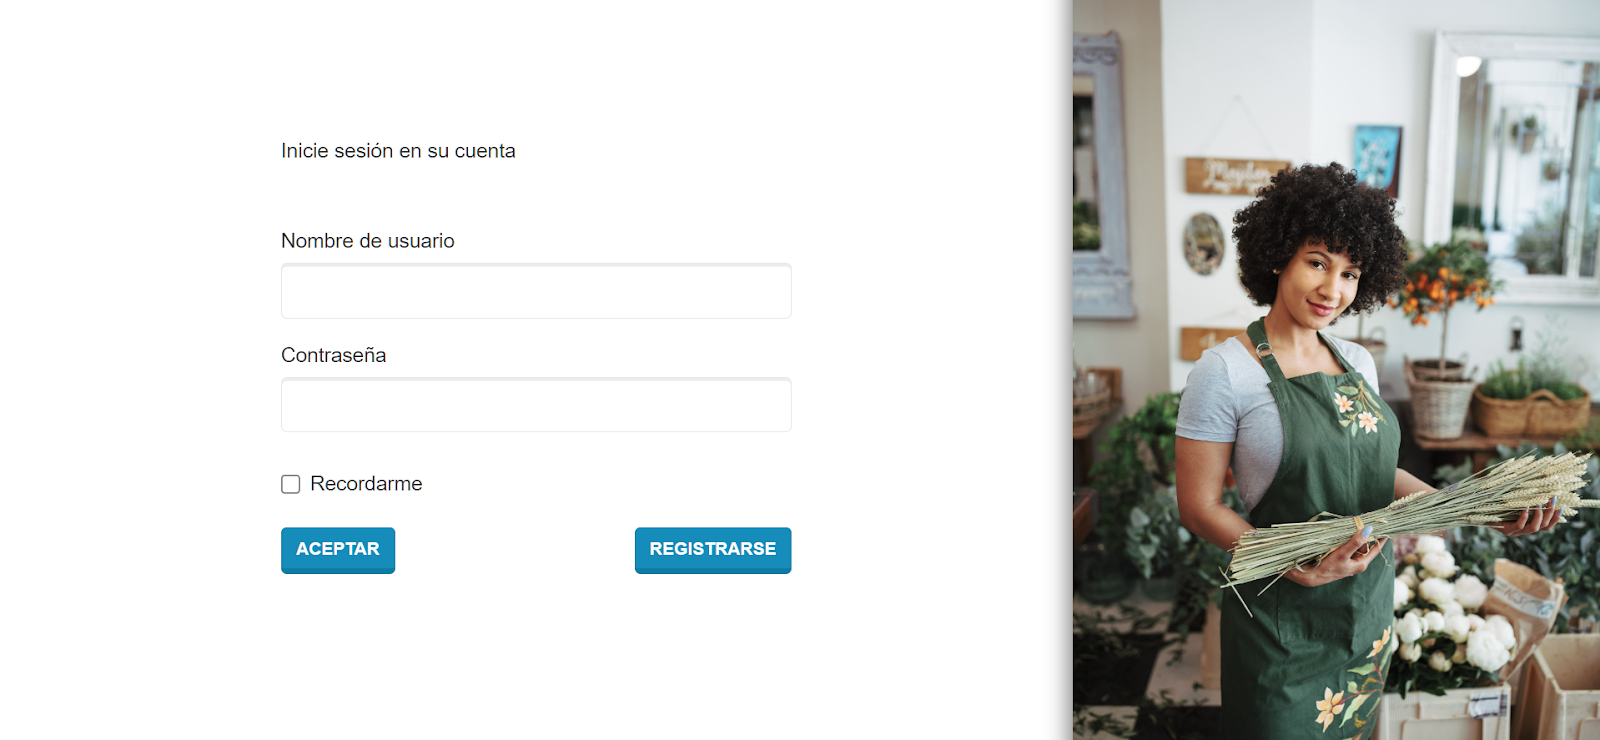 Inicie sesión en su cuenta
Nombre de usuario
Contraseña
Recordarme
ACEPTAR
REGISTRARSE